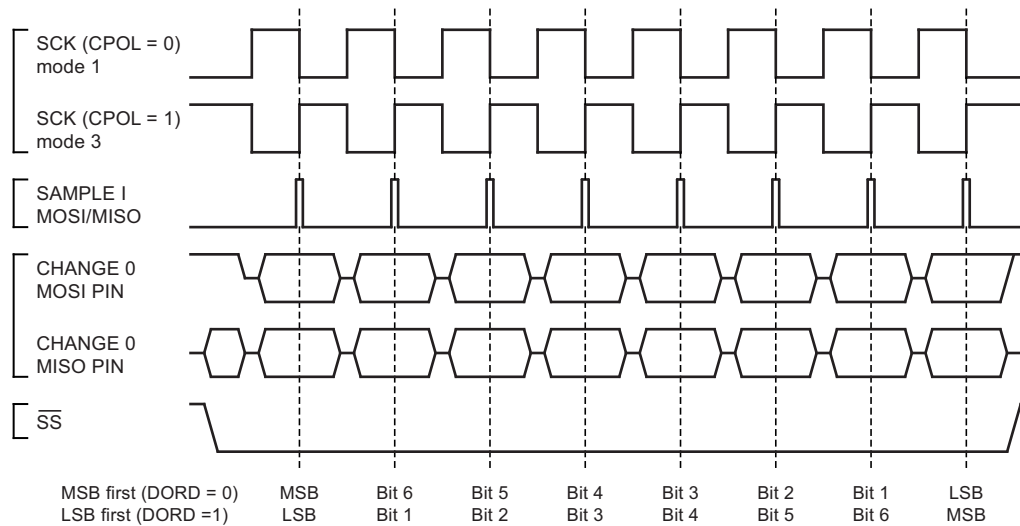 SCK (CPOL = 0)
mode 1
SCK (CPOL = 1)
mode 3
SAMPLE I
MOSI/MISO
CHANGE 0
MOSI PIN
CHANGE 0
MISO PIN
SS
MSB first (DORD = 0) MSB Bit 6 Bit 5 Bit 4 Bit 3 Bit 2 Bit 1 LSB
LSB first (DORD =1) LSB Bit 1 Bit 2 Bit 3 Bit 4 Bit 5 Bit 6 MSB